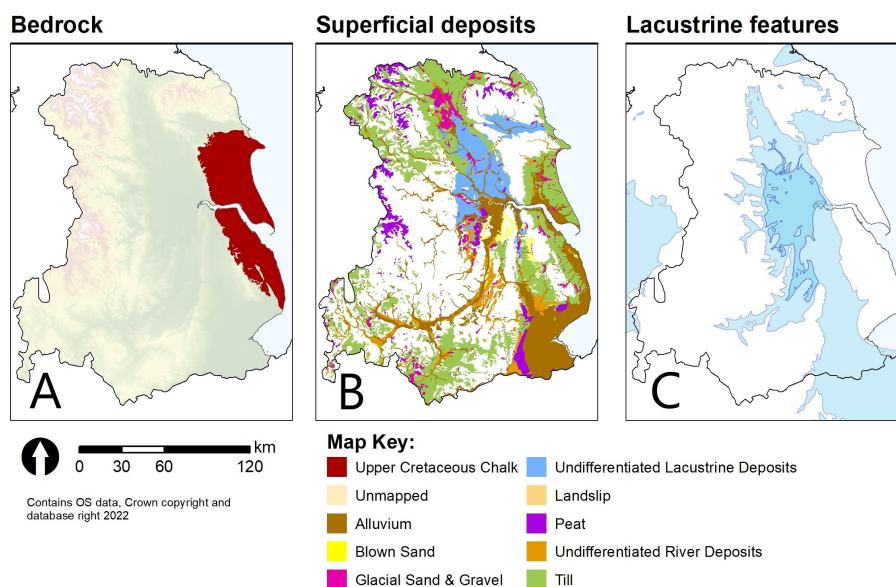 Bedrock
Superficial deposits
Lacustrine features
A
B
C
km
0 30 60 120
Contains OS data, Crown copyright and
database right 2022
Map Key:
Upper Cretaceous Chalk
Unmapped
Alluvium
Blown Sand
Glacial Sand & Gravel
Undifferentiated Lacustrine Deposits
Landslip
Peat
Undifferentiated River Deposits
Till